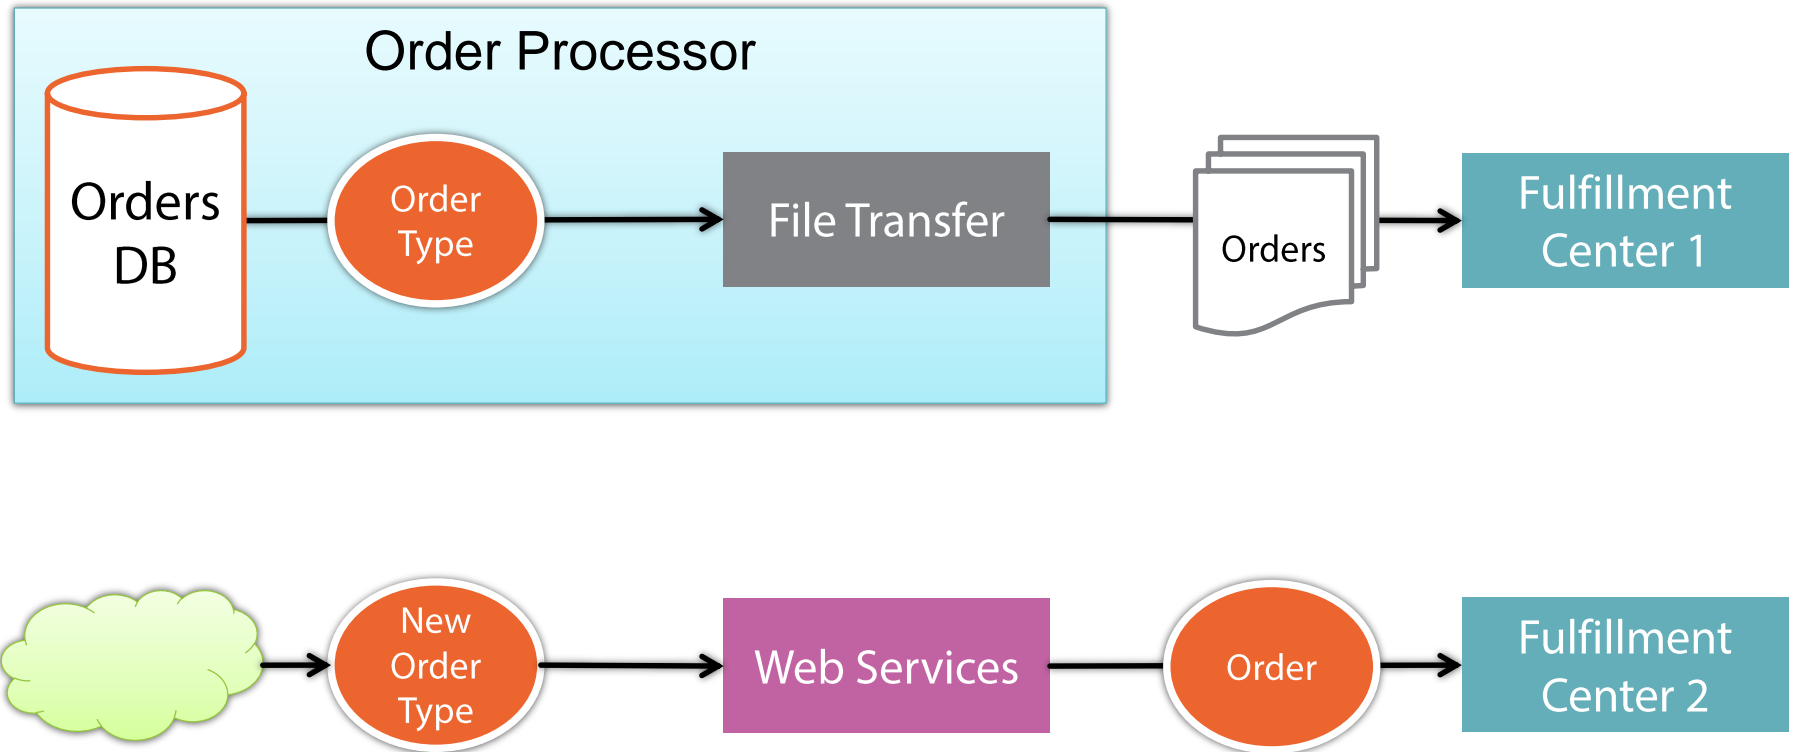 Order Processor
Orders
DB
Order
Type
File Transfer
Orders
Fulfillment
Center 1
New
Order
Type
Web Services
Order
Fulfillment
Center 2